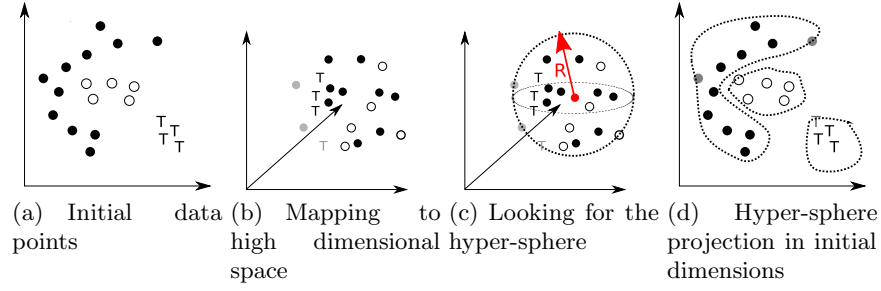 T
T
T
T
T
T
T
T
T
T
T
T
R
T
T
T
T
(a) Initial data points
(b) Mapping to high dimensional space
(c) Looking for the hyper-sphere
(d) Hyper-sphere projection in initial dimensions